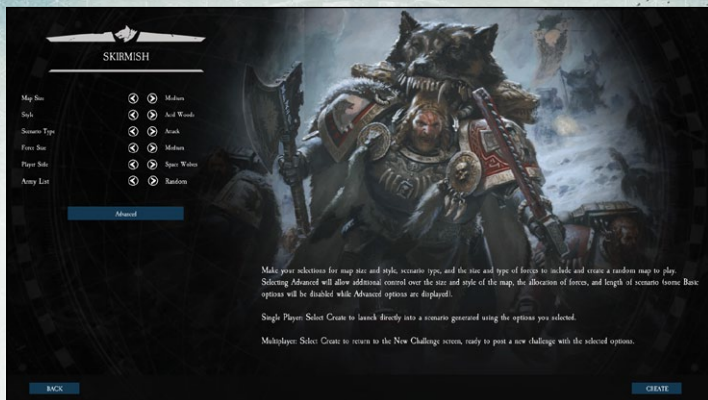 SKIRMISH
Map Size Medium
Style Acid Woods
Scenario Type Attack
Force Size Medium
Player Side Space Wolves
Army List Random
Advanced
Make your selections for map size and style, scenario type, and the size and type of forces to include and create a random map to play.
Selecting Advanced will allow additional control over the size and style of the map, the allocation of forces, and length of scenario (some Basic
options will be disabled while Advanced options are displayed).
Single Player: Select Create to launch directly into a scenario generated using the options you selected.
Multiplayer: Select Create to return to the New Challenge screen, ready to post a new challenge with the selected options.
BACK CREATE